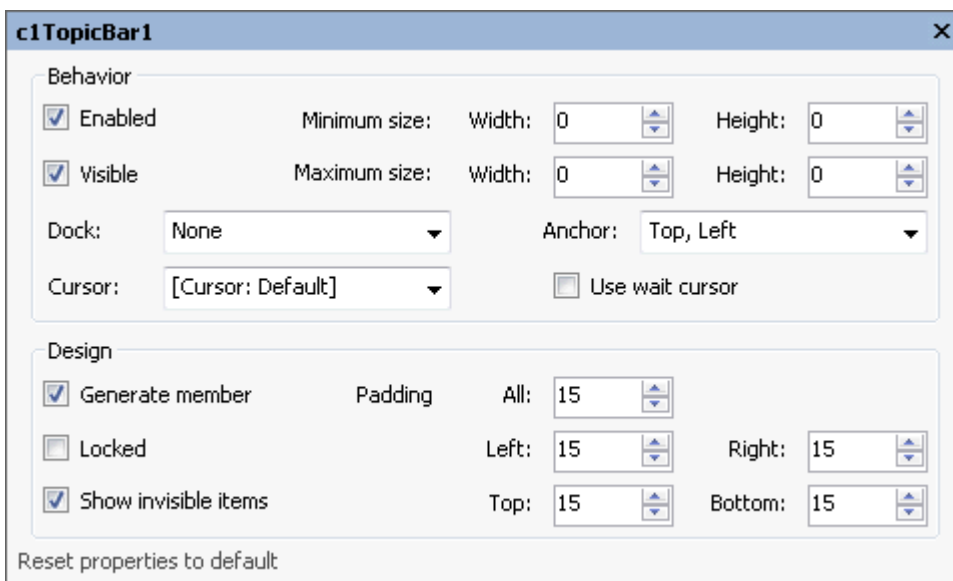 c1TopicBar1
Behavior
Enabled Minimum size: Width: 0 Height: 0
Visible Maximum size: Width: 0 Height: 0
Dock: None Anchor: Top, Left
Cursor: [Cursor: Default] Use wait cursor
Design
Generate member Padding All: 15
Locked Left: 15 Right: 15
Show invisible items Top: 15 Bottom: 15
Reset properties to default